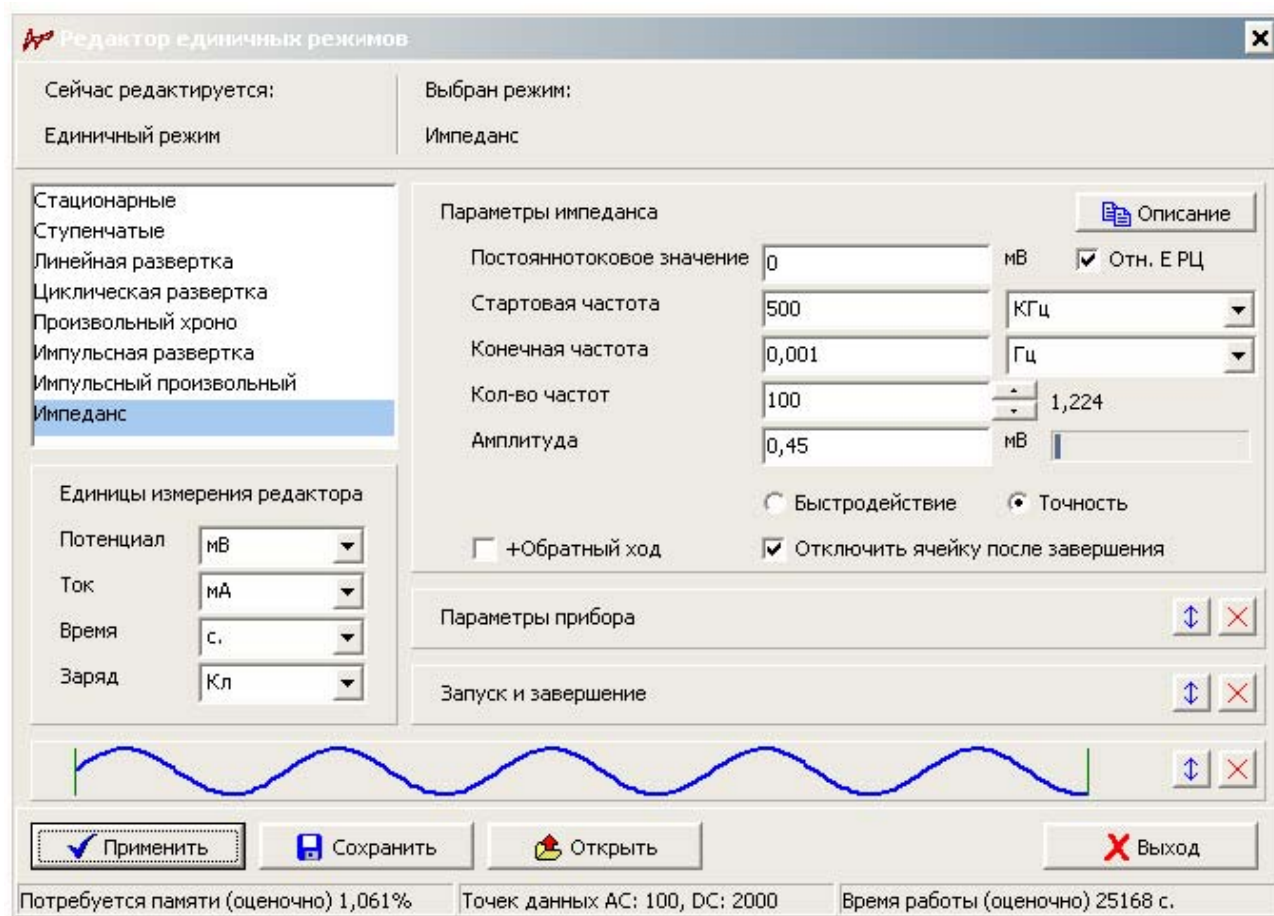 Редактор единичных режимов
Сейчас редактируется:
Выбран режим:
Единичный режим
Импеданс
Стационарные
Ступенчатые
Линейная развертка
Циклическая развертка
Произвольный хроно
Импульсная развертка
Импульсный произвольный
Импеданс
Параметры импеданса
Описание
Постояннотоковое значение 0 мВ Отн. Е РЦ
Стартовая частота 500 КГц
Конечная частота 0,001 Гц
Кол-во частот 100 1,224
Амплитуда 0,45 мВ
Быстродействие Точность
+Обратный ход Отключить ячейку после завершения
Единицы измерения редактора
Потенциал мВ
Ток мА
Время с.
Заряд Кл
Параметры прибора
Запуск и завершение
Применить Сохранить Открыть Выход
Потребуется памяти (оценочно) 1,061% Точек данных AC: 100, DC: 2000 Время работы (оценочно) 25168 с.